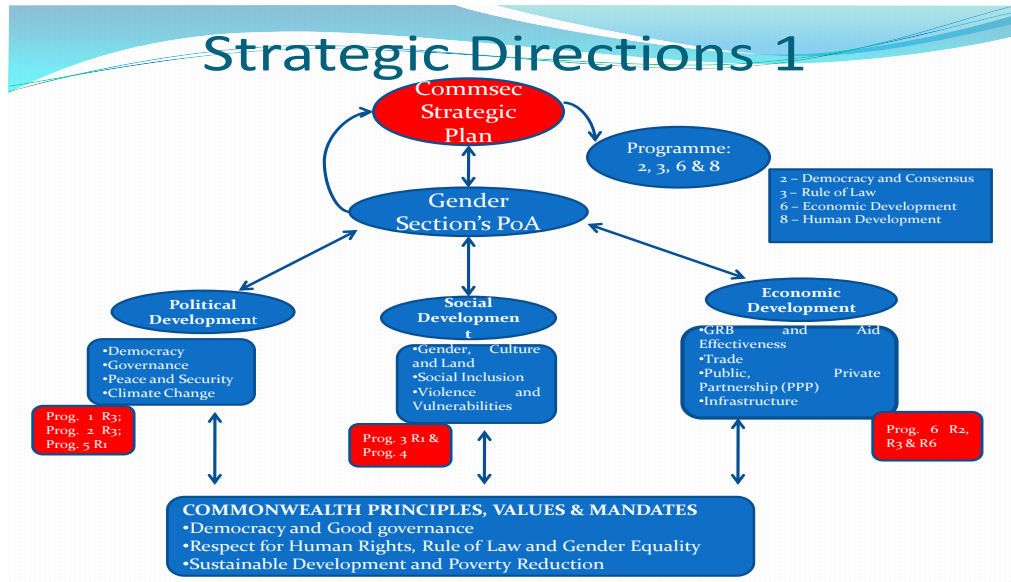 Strategic Directions 1
Commsec
Strategic
Plan
Programme:
2, 3, 6 & 8
2 – Democracy and Consensus
3 – Rule of Law
6 – Economic Development
8 – Human Development
Gender
Section's PoA
Political
Development
Social
Developmen
t
Economic
Development
•Democracy
•Governance
•Peace and Security
•Climate Change
•Gender, Culture
and Land
•Social Inclusion
•Violence and
Vulnerabilities
•GRB and Aid
Effectiveness
•Trade
•Public, Private
Partnership (PPP)
•Infrastructure
Prog. 1 R3;
Prog. 2 R3;
Prog. 5 R1
Prog. 3 R1 &
Prog. 4
Prog. 6 R2,
R3 & R6
COMMONWEALTH PRINCIPLES, VALUES & MANDATES
•Democracy and Good governance
•Respect for Human Rights, Rule of Law and Gender Equality
•Sustainable Development and Poverty Reduction